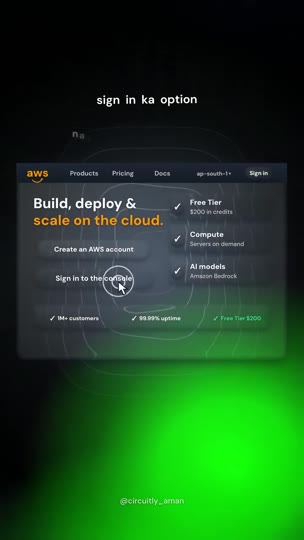 sign in ka option
na
aws
Products Pricing Docs ap-south-1 Sign in
Build, deploy &
scale on the cloud.
Create an AWS account
Sign in to the console
✓ Free Tier
$200 in credits
✓ Compute
Servers on demand
✓ AI models
Amazon Bedrock
✓ 1M+ customers ✓ 99.99% uptime ✓ Free Tier $200
@circuitly_aman